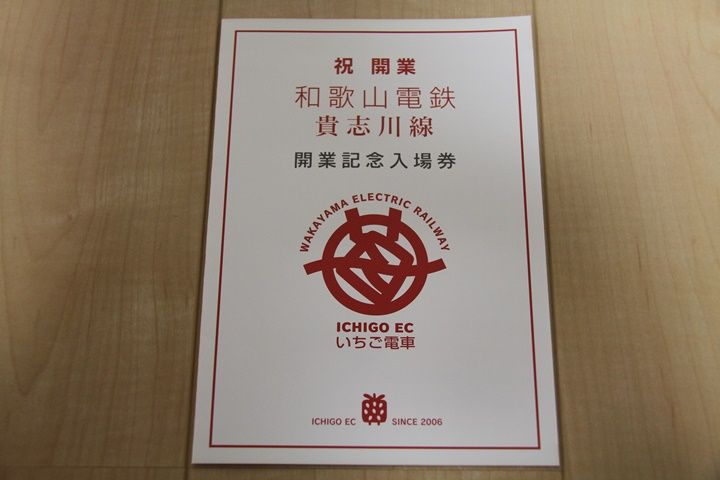 祝 開業
和歌山電鉄
貴志川線
開業記念入場券
WAKAYAMA ELECTRIC RAILWAY
ICHIGO EC
いちご電車
ICHIGO EC SINCE 2006